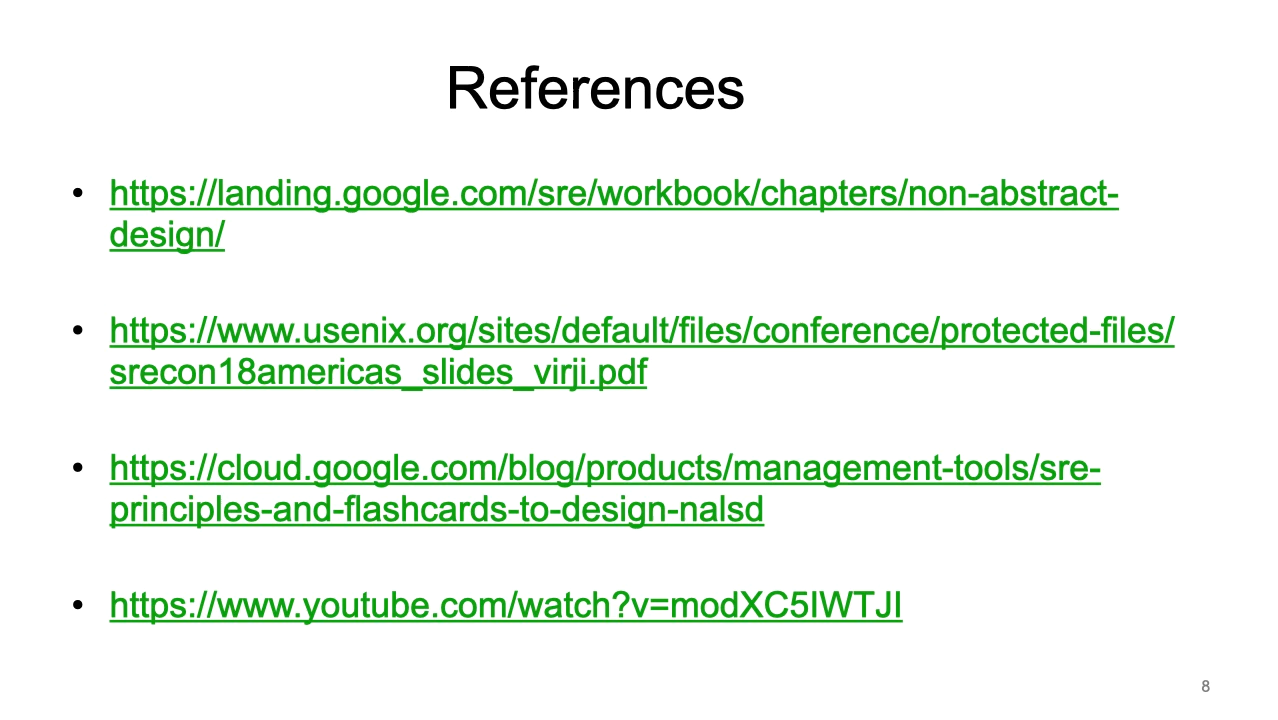 References
• https://landing.google.com/sre/workbook/chapters/non-abstract-
design/
• https://www.usenix.org/sites/default/files/conference/protected-files/
srecon18americas_slides_virji.pdf
• https://cloud.google.com/blog/products/management-tools/sre-
principles-and-flashcards-to-design-nalsd
• https://www.youtube.com/watch?v=modXC5IWTJI
8